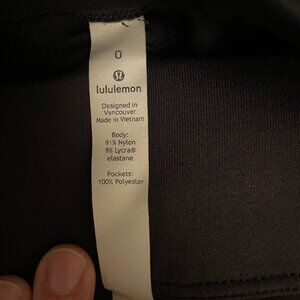 0
lululemon
Designed in
Vancouver
Made in Vietnam
Body:
91% Nylon
9% Lycra®
elastane
Pockets:
100% Polyester